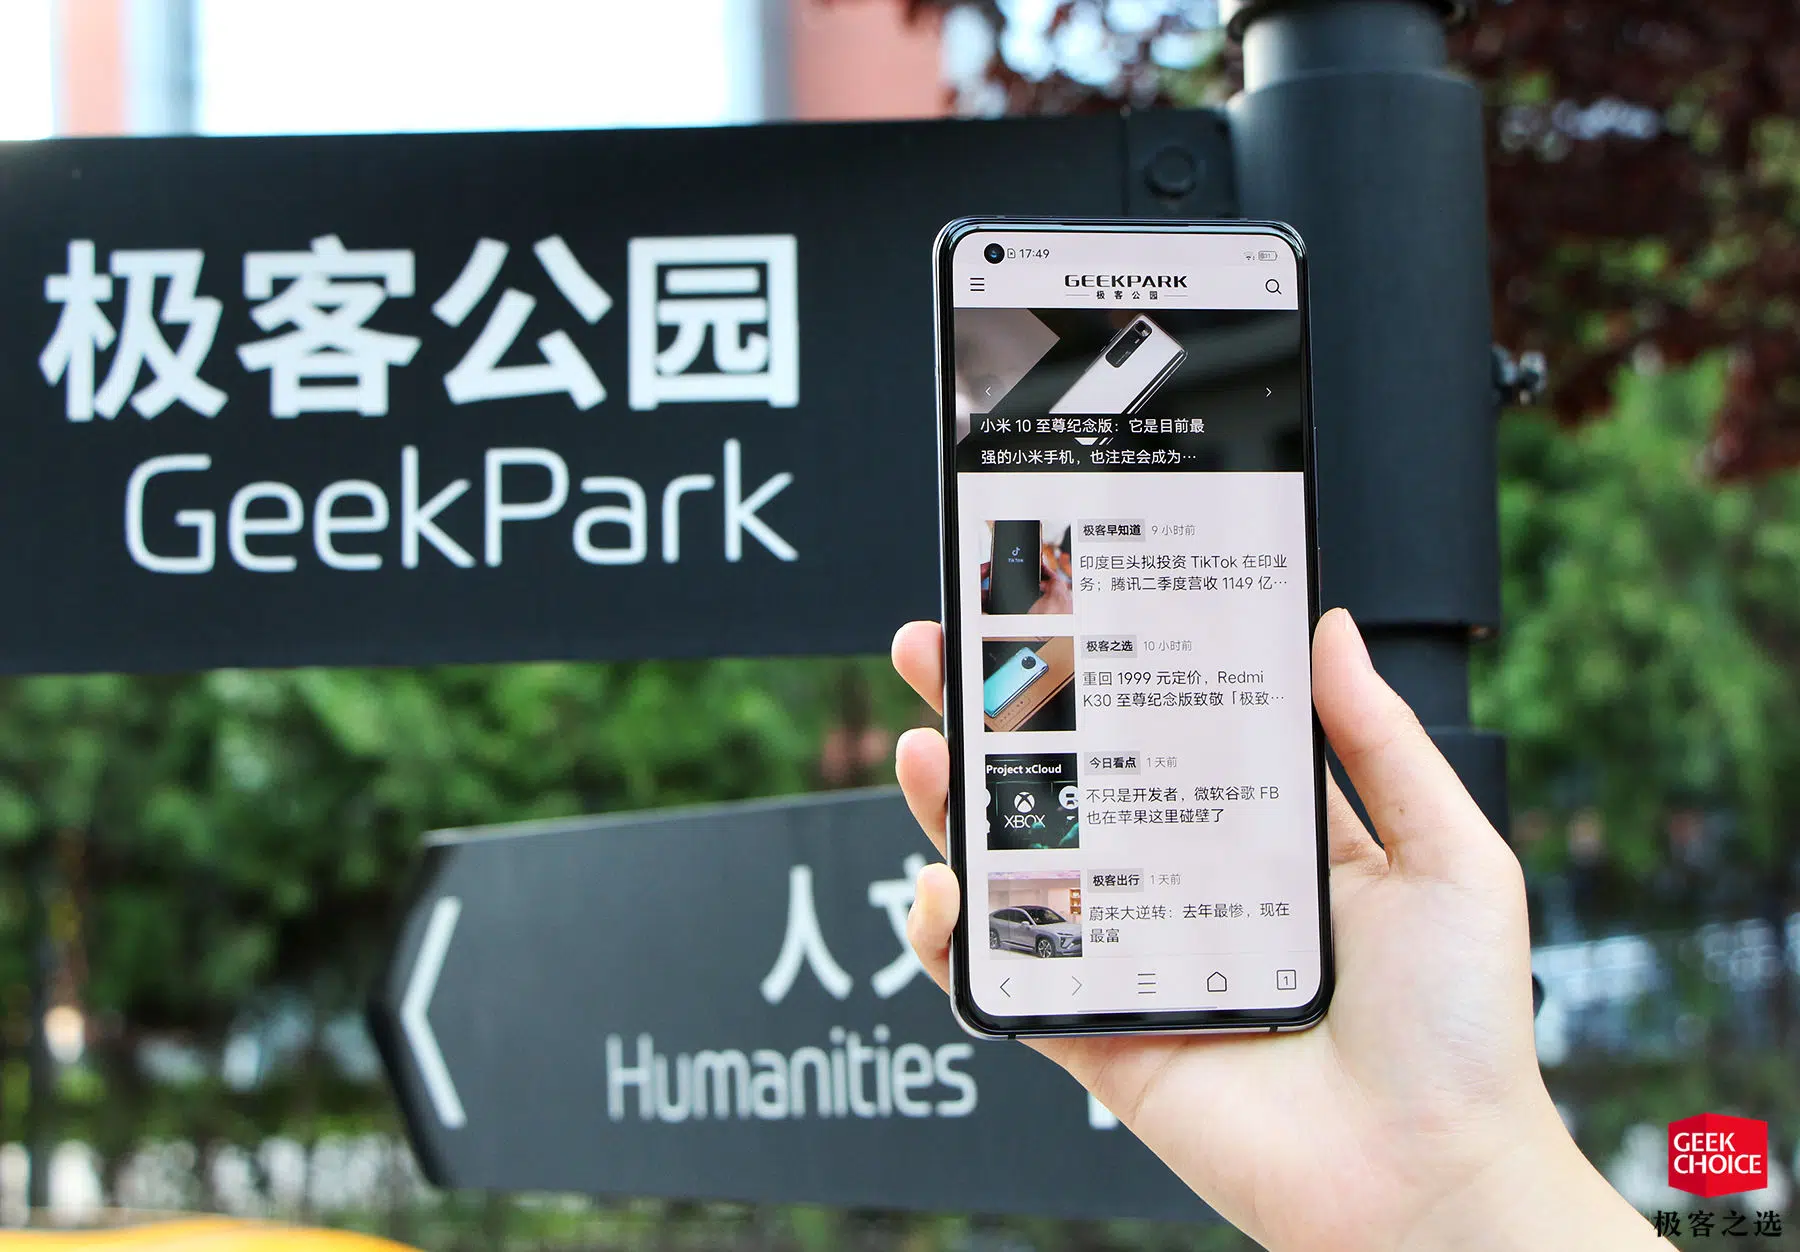 极客公园
GeekPark
人文
Humanities
17:49
GEEKPARK
极客公园
小米 10 至尊纪念版：它是目前最
强的小米手机，也注定会成为…
极客早知道 9 小时前
印度巨头拟投资 TikTok 在印业
务；腾讯二季度营收 1149 亿…
TikTok
极客之选 10 小时前
重回 1999 元定价，Redmi
K30 至尊纪念版致敬「极致…
今日看点 1 天前
Project xCloud
XBOX
不只是开发者，微软谷歌 FB
也在苹果这里碰壁了
极客出行 1 天前
蔚来大逆转：去年最惨，现在
最富
1
GEEK
CHOICE
极客之选